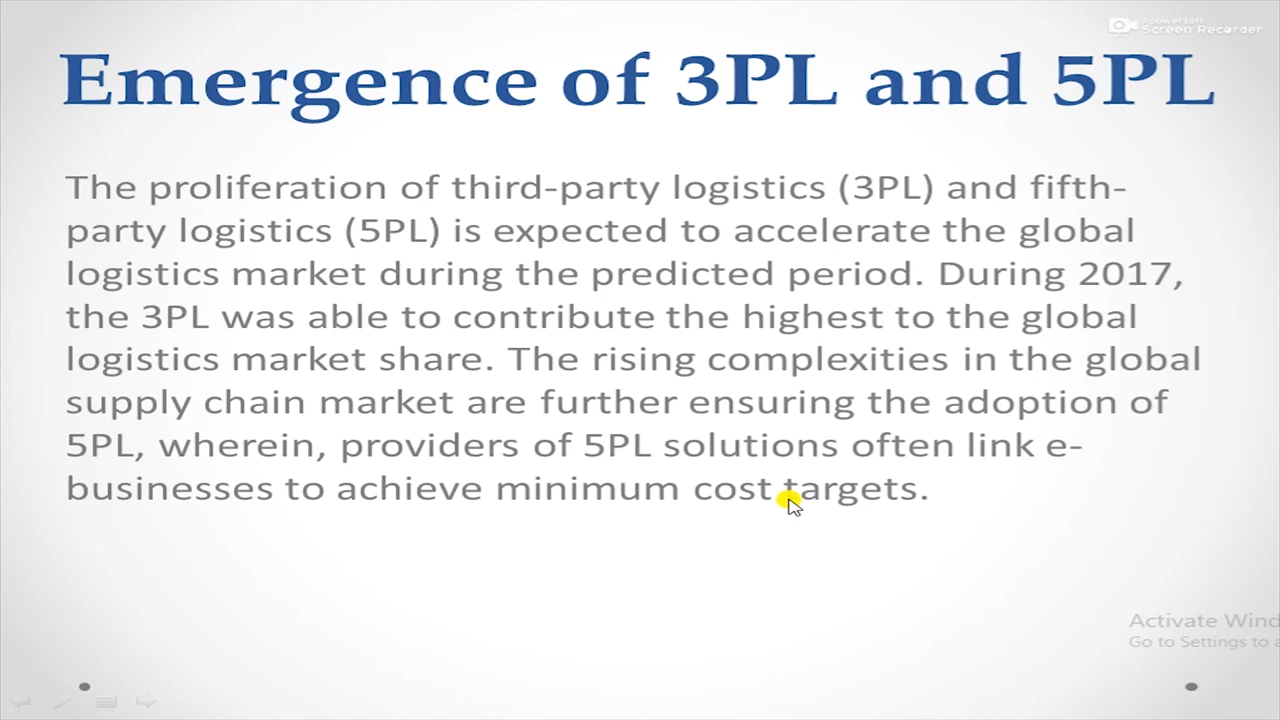 Apowersoft
Screen Recorder
Emergence of 3PL and 5PL
The proliferation of third-party logistics (3PL) and fifth-
party logistics (5PL) is expected to accelerate the global
logistics market during the predicted period. During 2017,
the 3PL was able to contribute the highest to the global
logistics market share. The rising complexities in the global
supply chain market are further ensuring the adoption of
5PL, wherein, providers of 5PL solutions often link e-
businesses to achieve minimum cost targets.
Activate Wind
Go to Settings to a